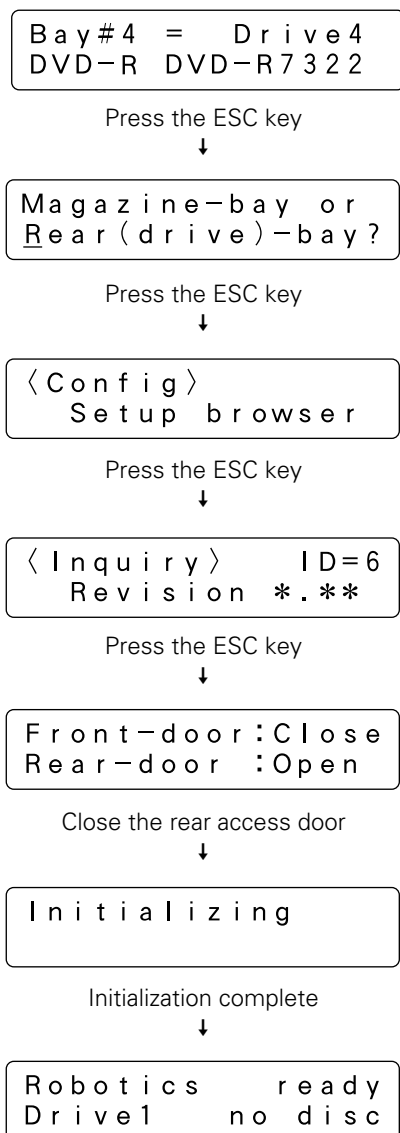 Bay#4 = Drive4
DVD-R DVD-R7322
Press the ESC key
Magazine-bay or
Rear(drive)-bay?
Press the ESC key
〈Config〉
Setup browser
Press the ESC key
〈Inquiry〉 ID=6
Revision *.**
Press the ESC key
Front-door:Close
Rear-door :Open
Close the rear access door
Initializing
Initialization complete
Robotics ready
Drive1 no disc